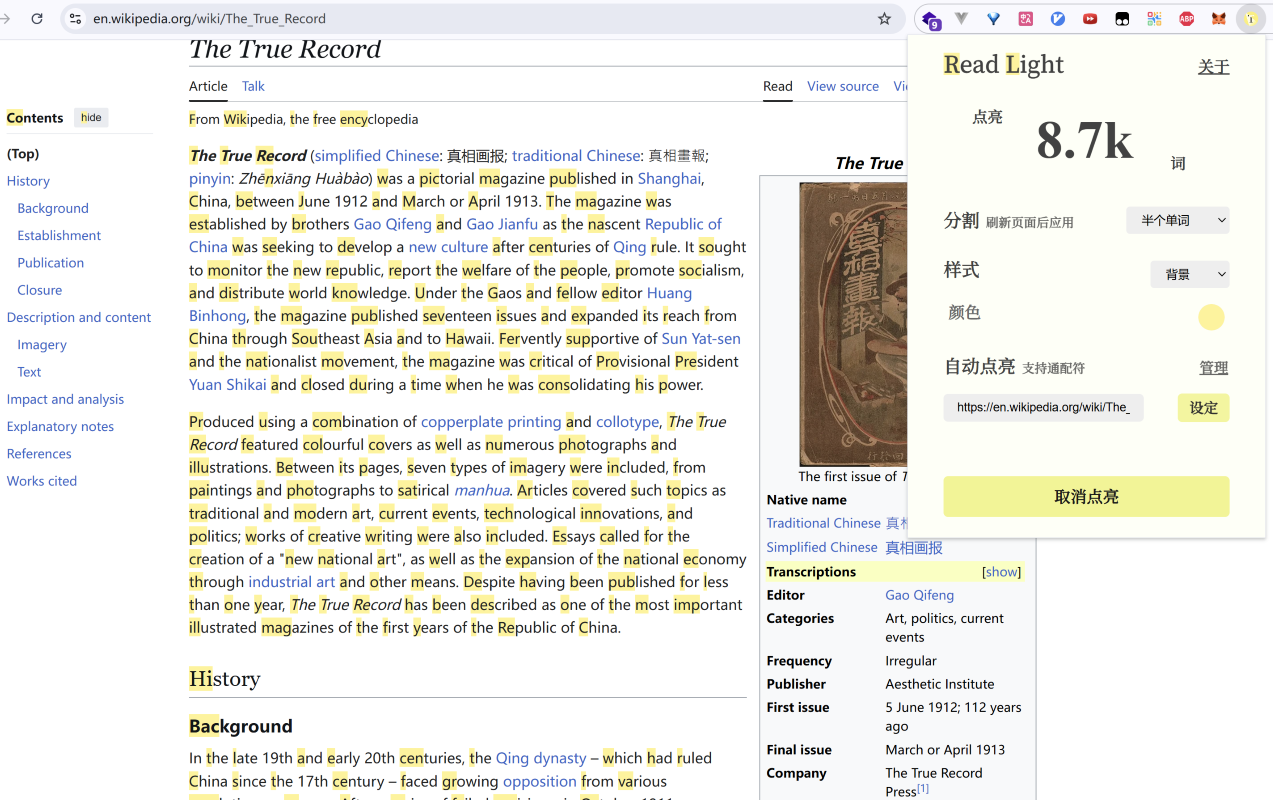 en.wikipedia.org/wiki/The_True_Record
9
ABP
The True Record
Article Talk
Read View source
From Wikipedia, the free encyclopedia
Contents hide
(Top)
History
Background
Establishment
Publication
Closure
Description and content
Imagery
Text
Impact and analysis
Explanatory notes
References
Works cited
The True Record (simplified Chinese: 真相画报; traditional Chinese: 真相畫報;
pinyin: Zhēnxiāng Huàbào) was a pictorial magazine published in Shanghai,
China, between June 1912 and March or April 1913. The magazine was
established by brothers Gao Qifeng and Gao Jianfu as the nascent Republic of
China was seeking to develop a new culture after centuries of Qing rule. It sought
to monitor the new republic, report the welfare of the people, promote socialism,
and distribute world knowledge. Under the Gaos and fellow editor Huang
Binhong, the magazine published seventeen issues and expanded its reach from
China through Southeast Asia and to Hawaii. Fervently supportive of Sun Yat-sen
and the nationalist movement, the magazine was critical of Provisional President
Yuan Shikai and closed during a time when he was consolidating his power.
Produced using a combination of copperplate printing and collotype, The True
Record featured colourful covers as well as numerous photographs and
illustrations. Between its pages, seven types of imagery were included, from
paintings and photographs to satirical manhua. Articles covered such topics as
traditional and modern art, current events, technological innovations, and
politics; works of creative writing were also included. Essays called for the
creation of a "new national art", as well as the expansion of the national economy
through industrial art and other means. Despite having been published for less
than one year, The True Record has been described as one of the most important
illustrated magazines of the first years of the Republic of China.
History
Background
In the late 19th and early 20th centuries, the Qing dynasty – which had ruled
China since the 17th century – faced growing opposition from various
The True
真相畫報
The first issue of
Native name
Traditional Chinese 真相
Simplified Chinese 真相画报
Transcriptions [show]
Editor Gao Qifeng
Categories Art, politics, current
events
Frequency Irregular
Publisher Aesthetic Institute
First issue 5 June 1912; 112 years
ago
Final issue March or April 1913
Company The True Record
Press[1]
Read Light 关于
点亮
8.7k
词
分割 刷新页面后应用 半个单词
样式 背景
颜色
自动点亮 支持通配符 管理
https://en.wikipedia.org/wiki/The_ 设定
取消点亮